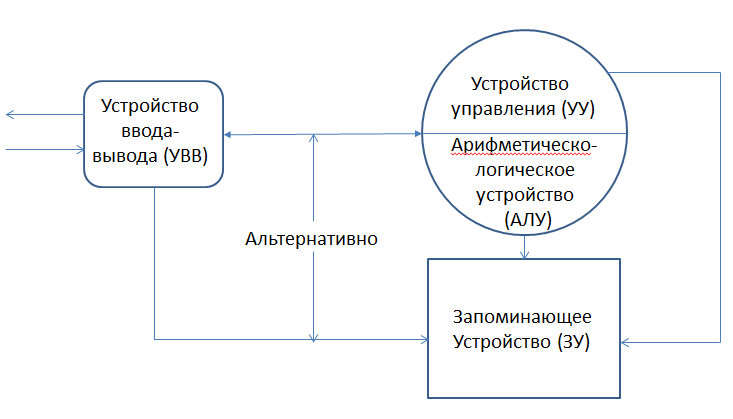 Устройство
ввода-
вывода (УВВ)
Устройство
управления (УУ)
Арифметическо-
логическое
устройство
(АЛУ)
Альтернативно
Запоминающее
Устройство (ЗУ)